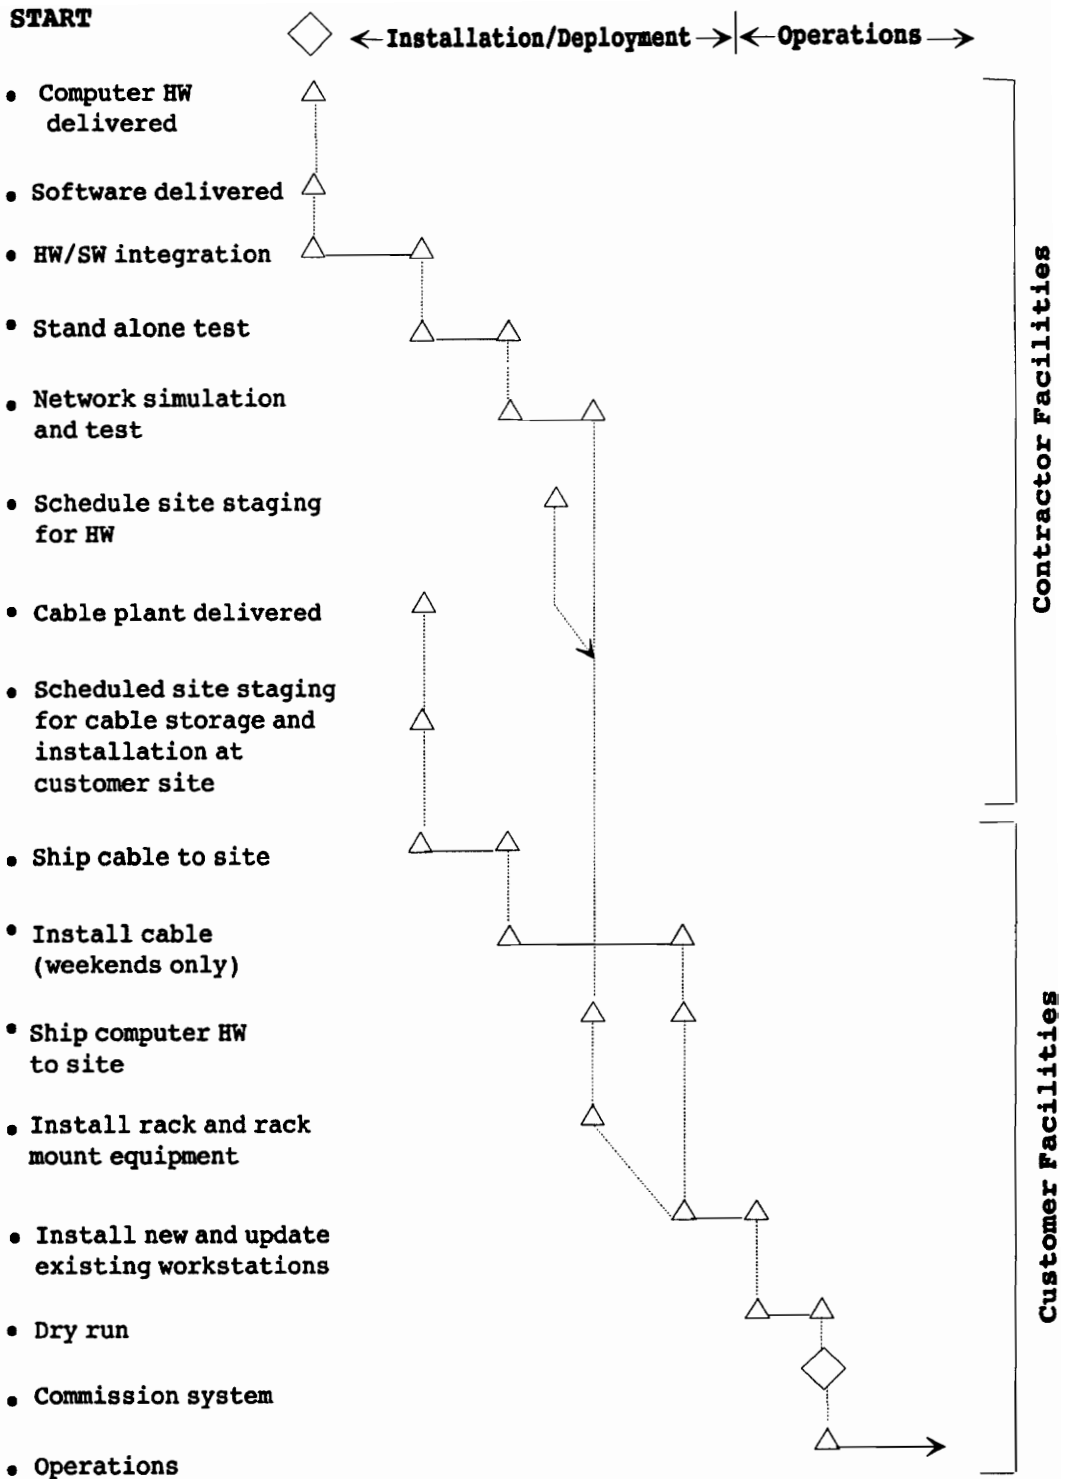 START
Installation/Deployment
Operations
Computer HW
delivered
Software delivered
HW/SW integration
Stand alone test
Network simulation
and test
Schedule site staging
for HW
Cable plant delivered
Scheduled site staging
for cable storage and
installation at
customer site
Ship cable to site
Install cable
(weekends only)
Ship computer HW
to site
Install rack and rack
mount equipment
Install new and update
existing workstations
Dry run
Commission system
Operations
Contractor Facilities
Customer Facilities